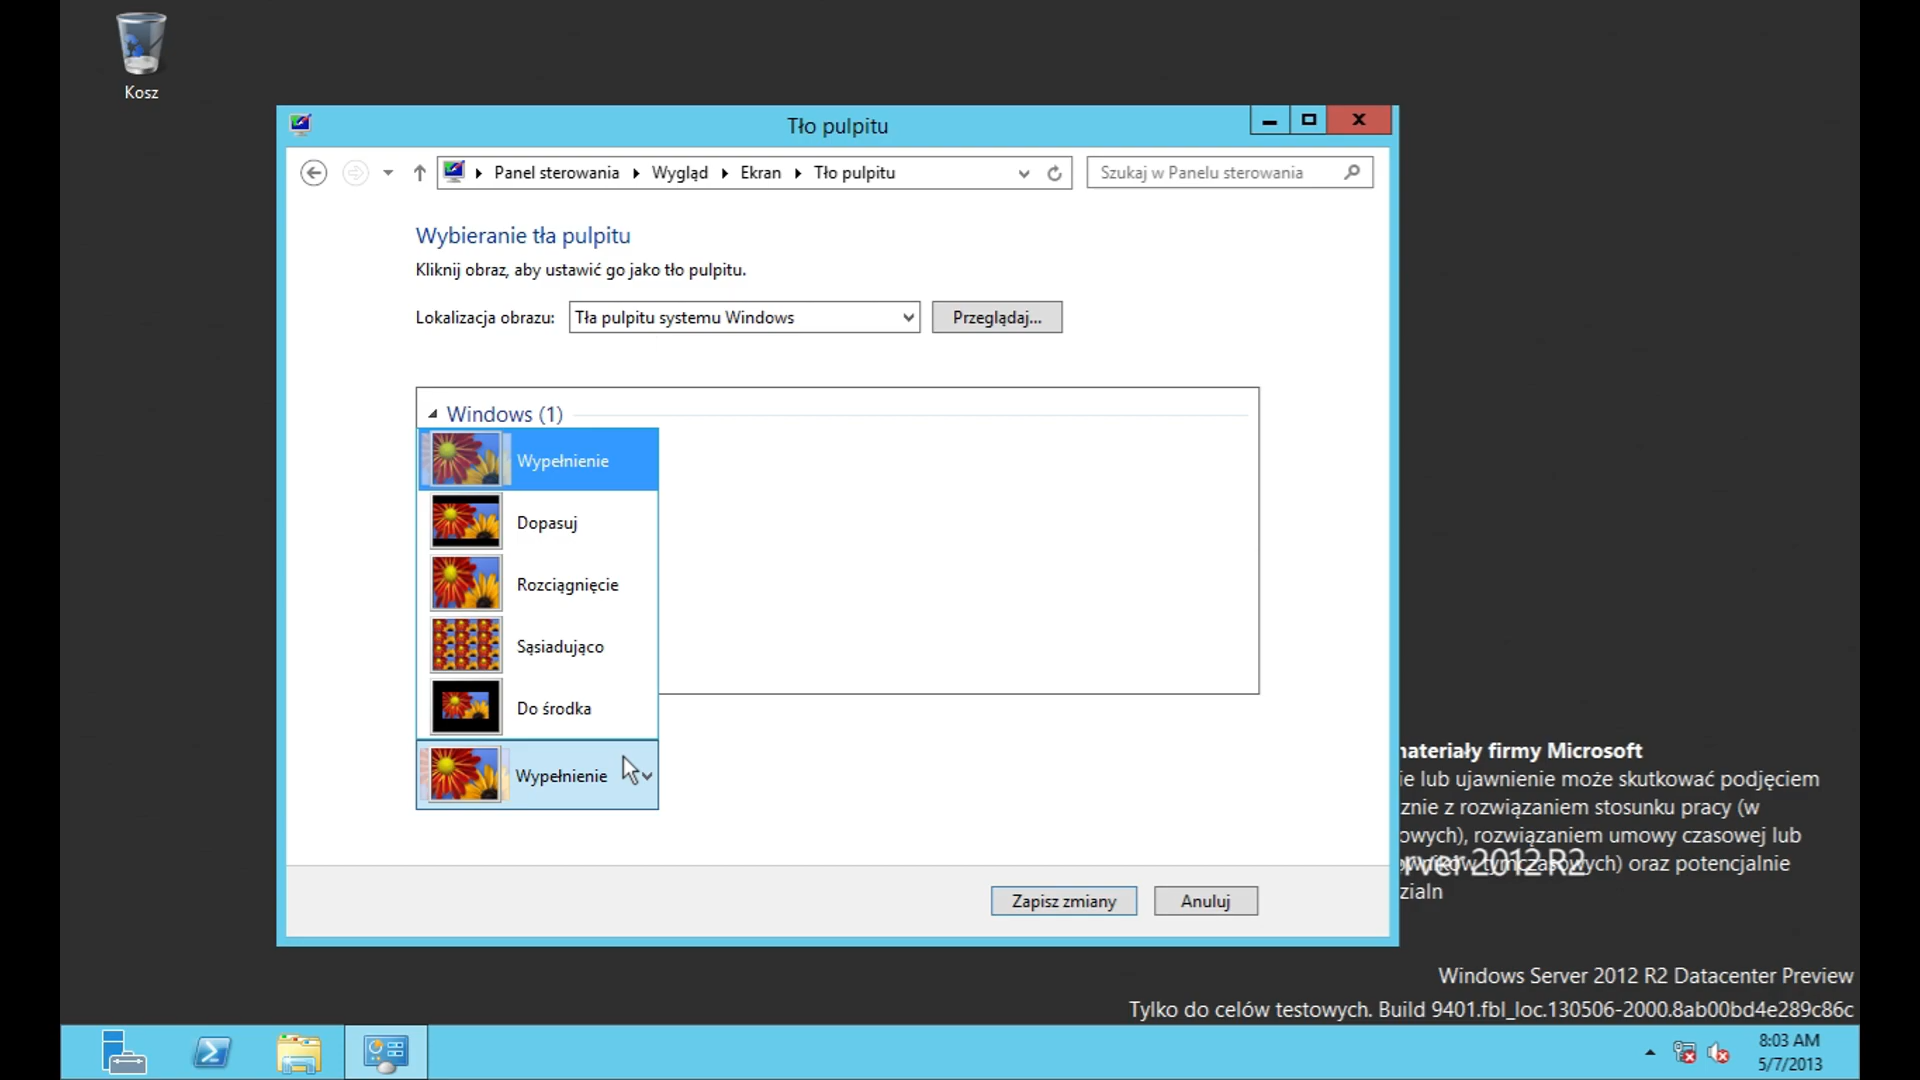 Kosz
Tło pulpitu
Panel sterowania
Wygląd
Ekran
Tło pulpitu
Szukaj w Panelu sterowania
Wybieranie tła pulpitu
Kliknij obraz, aby ustawić go jako tło pulpitu.
Lokalizacja obrazu:
Tła pulpitu systemu Windows
Przeglądaj...
Windows (1)
Wypełnienie
Dopasuj
Rozciągnięcie
Sąsiadująco
Do środka
Wypełnienie
Zapisz zmiany
Anuluj
materiały firmy Microsoft
ie lub ujawnienie może skutkować podjęciem
znie z rozwiązaniem stosunku pracy (w
owych), rozwiązaniem umowy czasowej lub
tymczasowych) oraz potencjalnie
rver 2012 R2
zialn
Windows Server 2012 R2 Datacenter Preview
Tylko do celów testowych. Build 9401.fbl_loc.130506-2000.8ab00bd4e289c86c
8:03 AM
5/7/2013